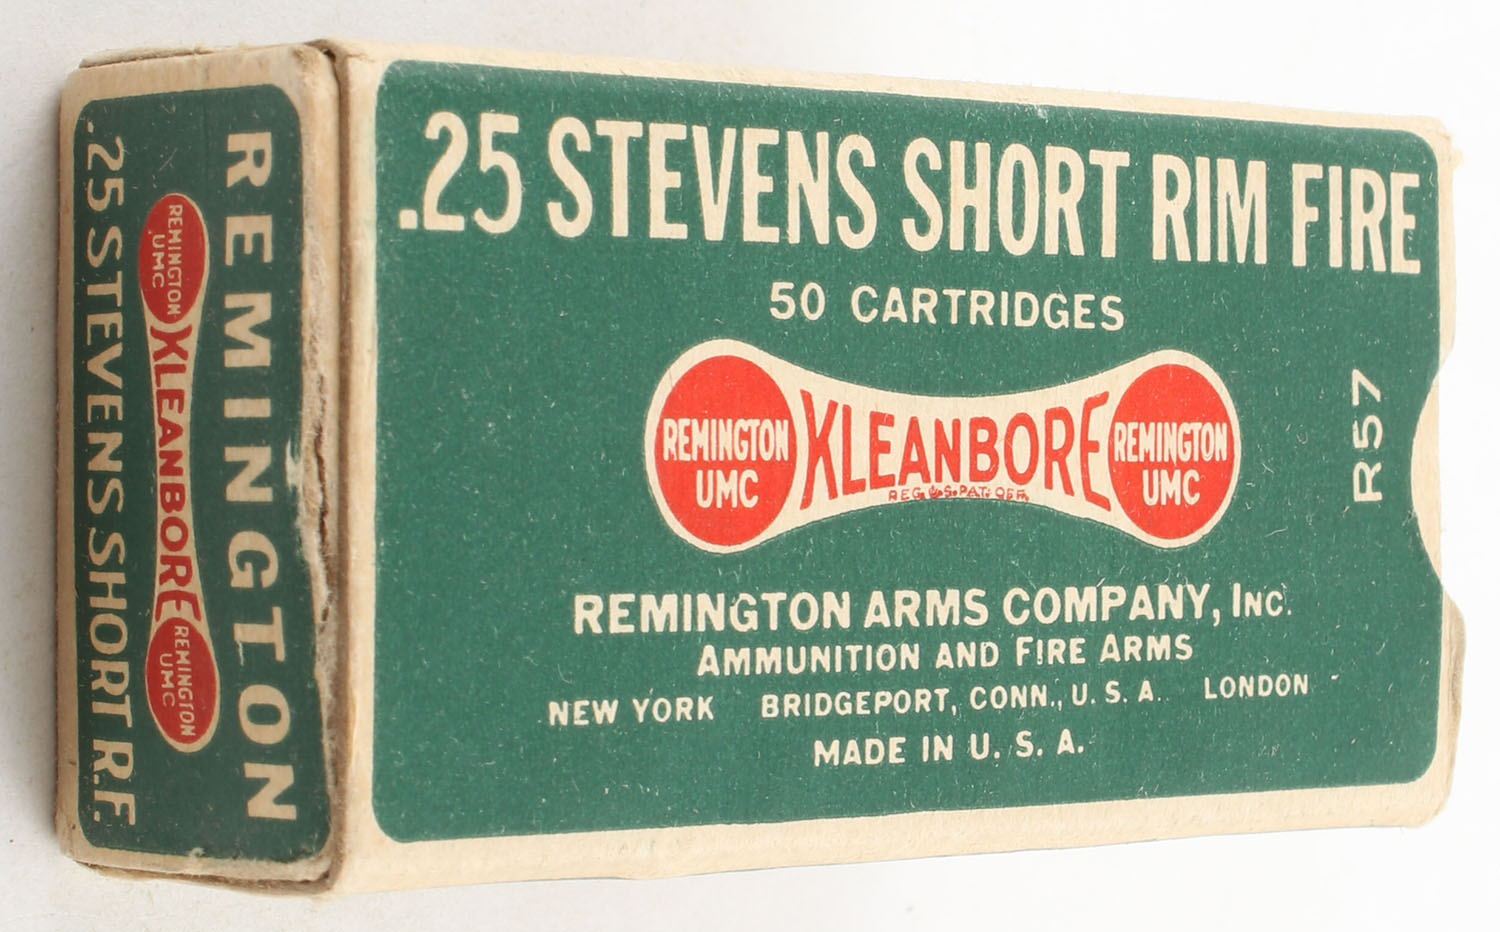 .25 STEVENS SHORT RIM FIRE
50 CARTRIDGES
REMINGTON
UMC
KLEANBORE
REG. U.S. PAT. OFF.
REMINGTON
UMC
R57
REMINGTON ARMS COMPANY, INC.
AMMUNITION AND FIRE ARMS
NEW YORK BRIDGEPORT, CONN., U. S. A. LONDON
MADE IN U. S. A.
REMINGTON
REMINGTON
UMC
KLEANBORE
REMINGTON
UMC
.25 STEVENS SHORT R.F.